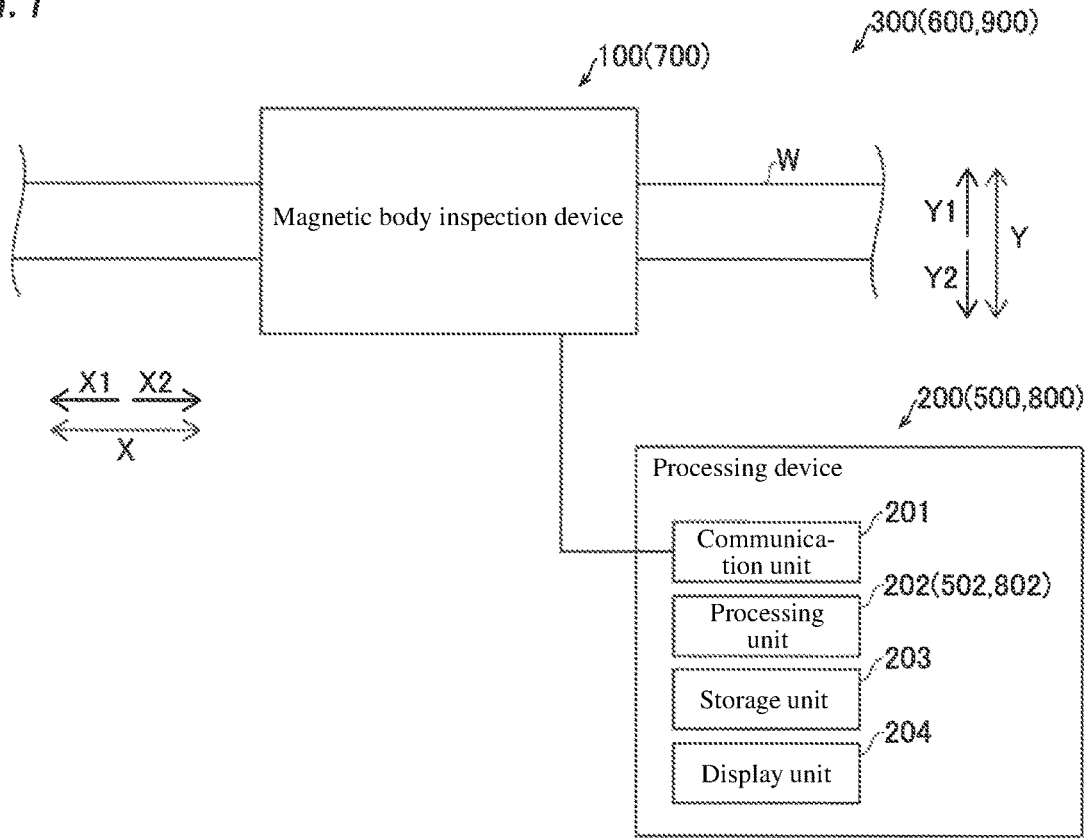 300(600,900)
100(700)
W
Magnetic body inspection device
Y1
Y
Y2
X1 X2
X
200(500,800)
Processing device
201
Communica-
tion unit
202(502,802)
Processing
unit
203
Storage unit
204
Display unit